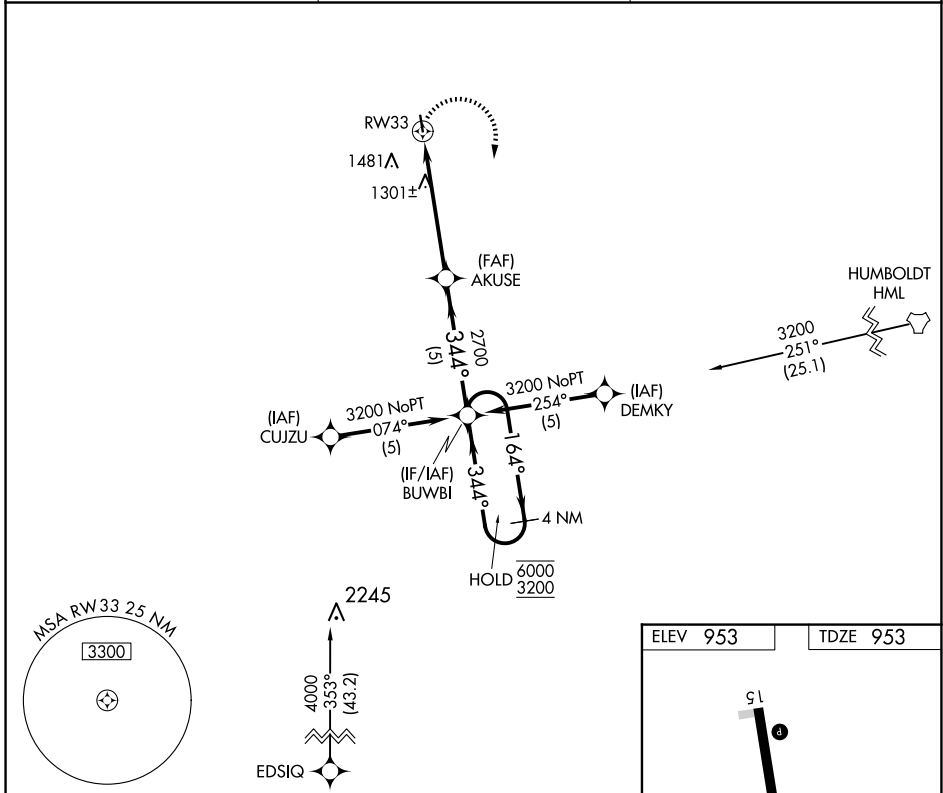 RW33
1481
1301±
(FAF)
AKUSE
HUMBOLDT
HML
3200
251°
(25.1)
2700
344°
(5)
3200 NoPT
254°
(5)
(IAF)
DEMKY
(IAF)
CUJZU
3200 NoPT
074°
(5)
(IF/IAF)
BUWBI
344°
164°
4 NM
HOLD 6000
3200
2245
MSA RW33 25 NM
3300
4000
353°
(43.2)
EDSIQ
ELEV 953
TDZE 953
15
P